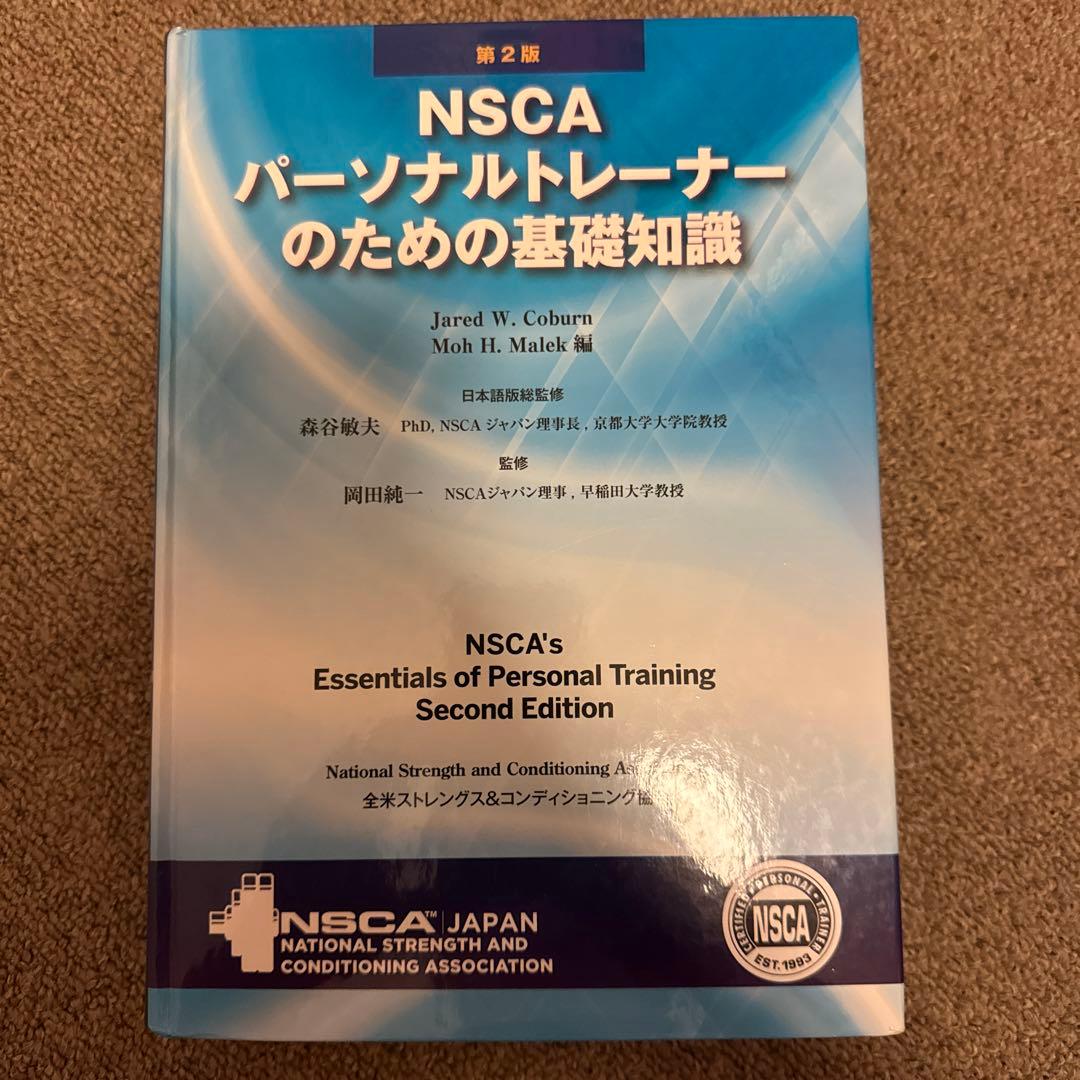 第2版
NSCA
パーソナルトレーナー
のための基礎知識
Jared W. Coburn
Moh H. Malek 編
日本語版総監修
森谷敏夫 PhD, NSCA ジャパン理事長, 京都大学大学院教授
監修
岡田純一 NSCAジャパン理事, 早稲田大学教授
NSCA's
Essentials of Personal Training
Second Edition
National Strength and Conditioning
全米ストレングス&コンディショニング協
NSCA™ JAPAN
NATIONAL STRENGTH AND
CONDITIONING ASSOCIATION
CERTIFIED • PERSONAL • TRAINER
NSCA
EST. 1993